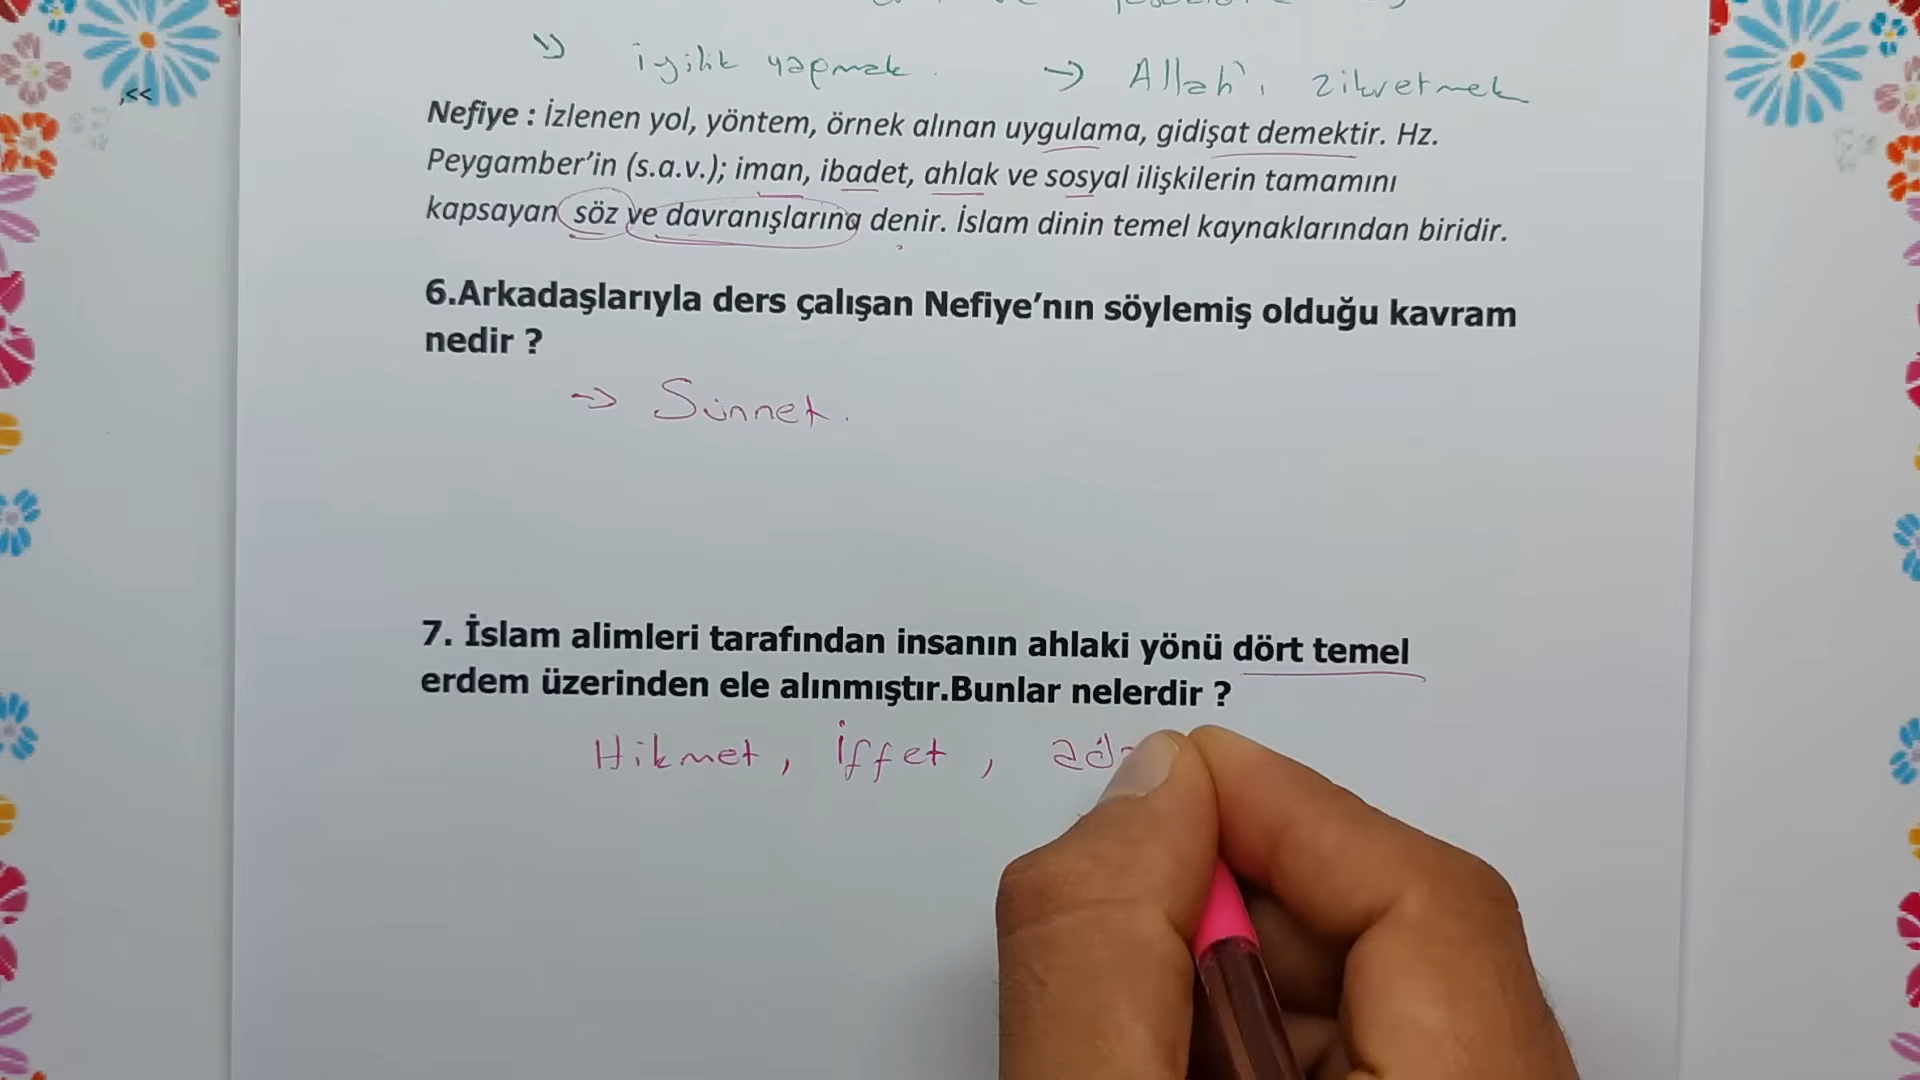 İyilik yapmak. → Allah'ı zikretmek
<<
Nefiye : İzlenen yol, yöntem, örnek alınan uygulama, gidişat demektir. Hz.
Peygamber'in (s.a.v.); iman, ibadet, ahlak ve sosyal ilişkilerin tamamını
kapsayan söz ve davranışlarına denir. İslam dinin temel kaynaklarından biridir.
6.Arkadaşlarıyla ders çalışan Nefiye'nın söylemiş olduğu kavram
nedir ?
→ Sünnet.
7. İslam alimleri tarafından insanın ahlaki yönü dört temel
erdem üzerinden ele alınmıştır.Bunlar nelerdir ?
Hikmet, İffet,